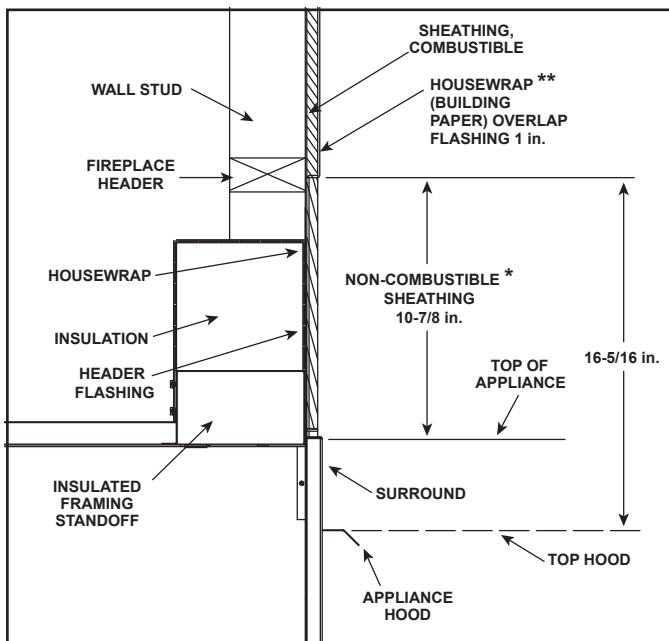 SHEATHING,
COMBUSTIBLE
WALL STUD
HOUSEWRAP **
(BUILDING
PAPER) OVERLAP
FLASHING 1 in.
FIREPLACE
HEADER
HOUSEWRAP
NON-COMBUSTIBLE *
SHEATHING
10-7/8 in.
INSULATION
16-5/16 in.
HEADER
FLASHING
TOP OF
APPLIANCE
INSULATED
FRAMING
STANDOFF
SURROUND
TOP HOOD
APPLIANCE
HOOD